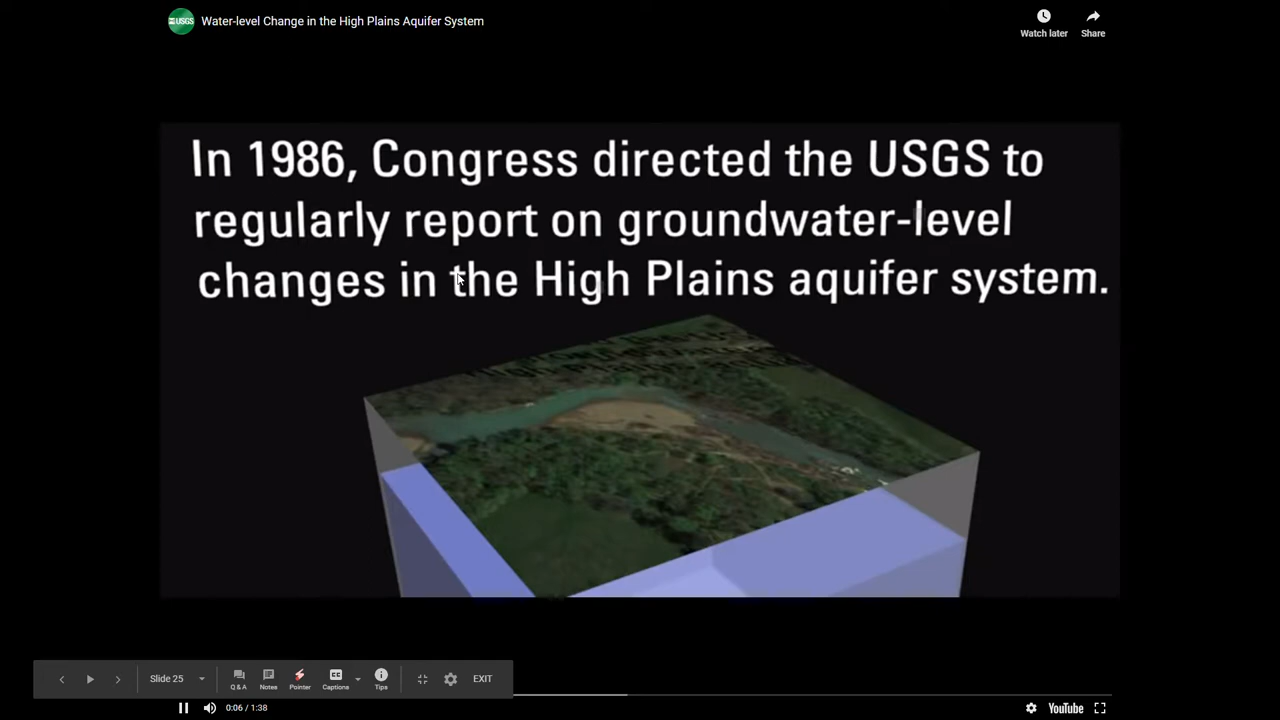 USGS
Water-level Change in the High Plains Aquifer System
Watch later
Share
In 1986, Congress directed the USGS to
regularly report on groundwater-level
changes in the High Plains aquifer system.
Slide 25
Q & A
Notes
Pointer
CC
Captions
Tips
EXIT
0:06 / 1:38
YouTube